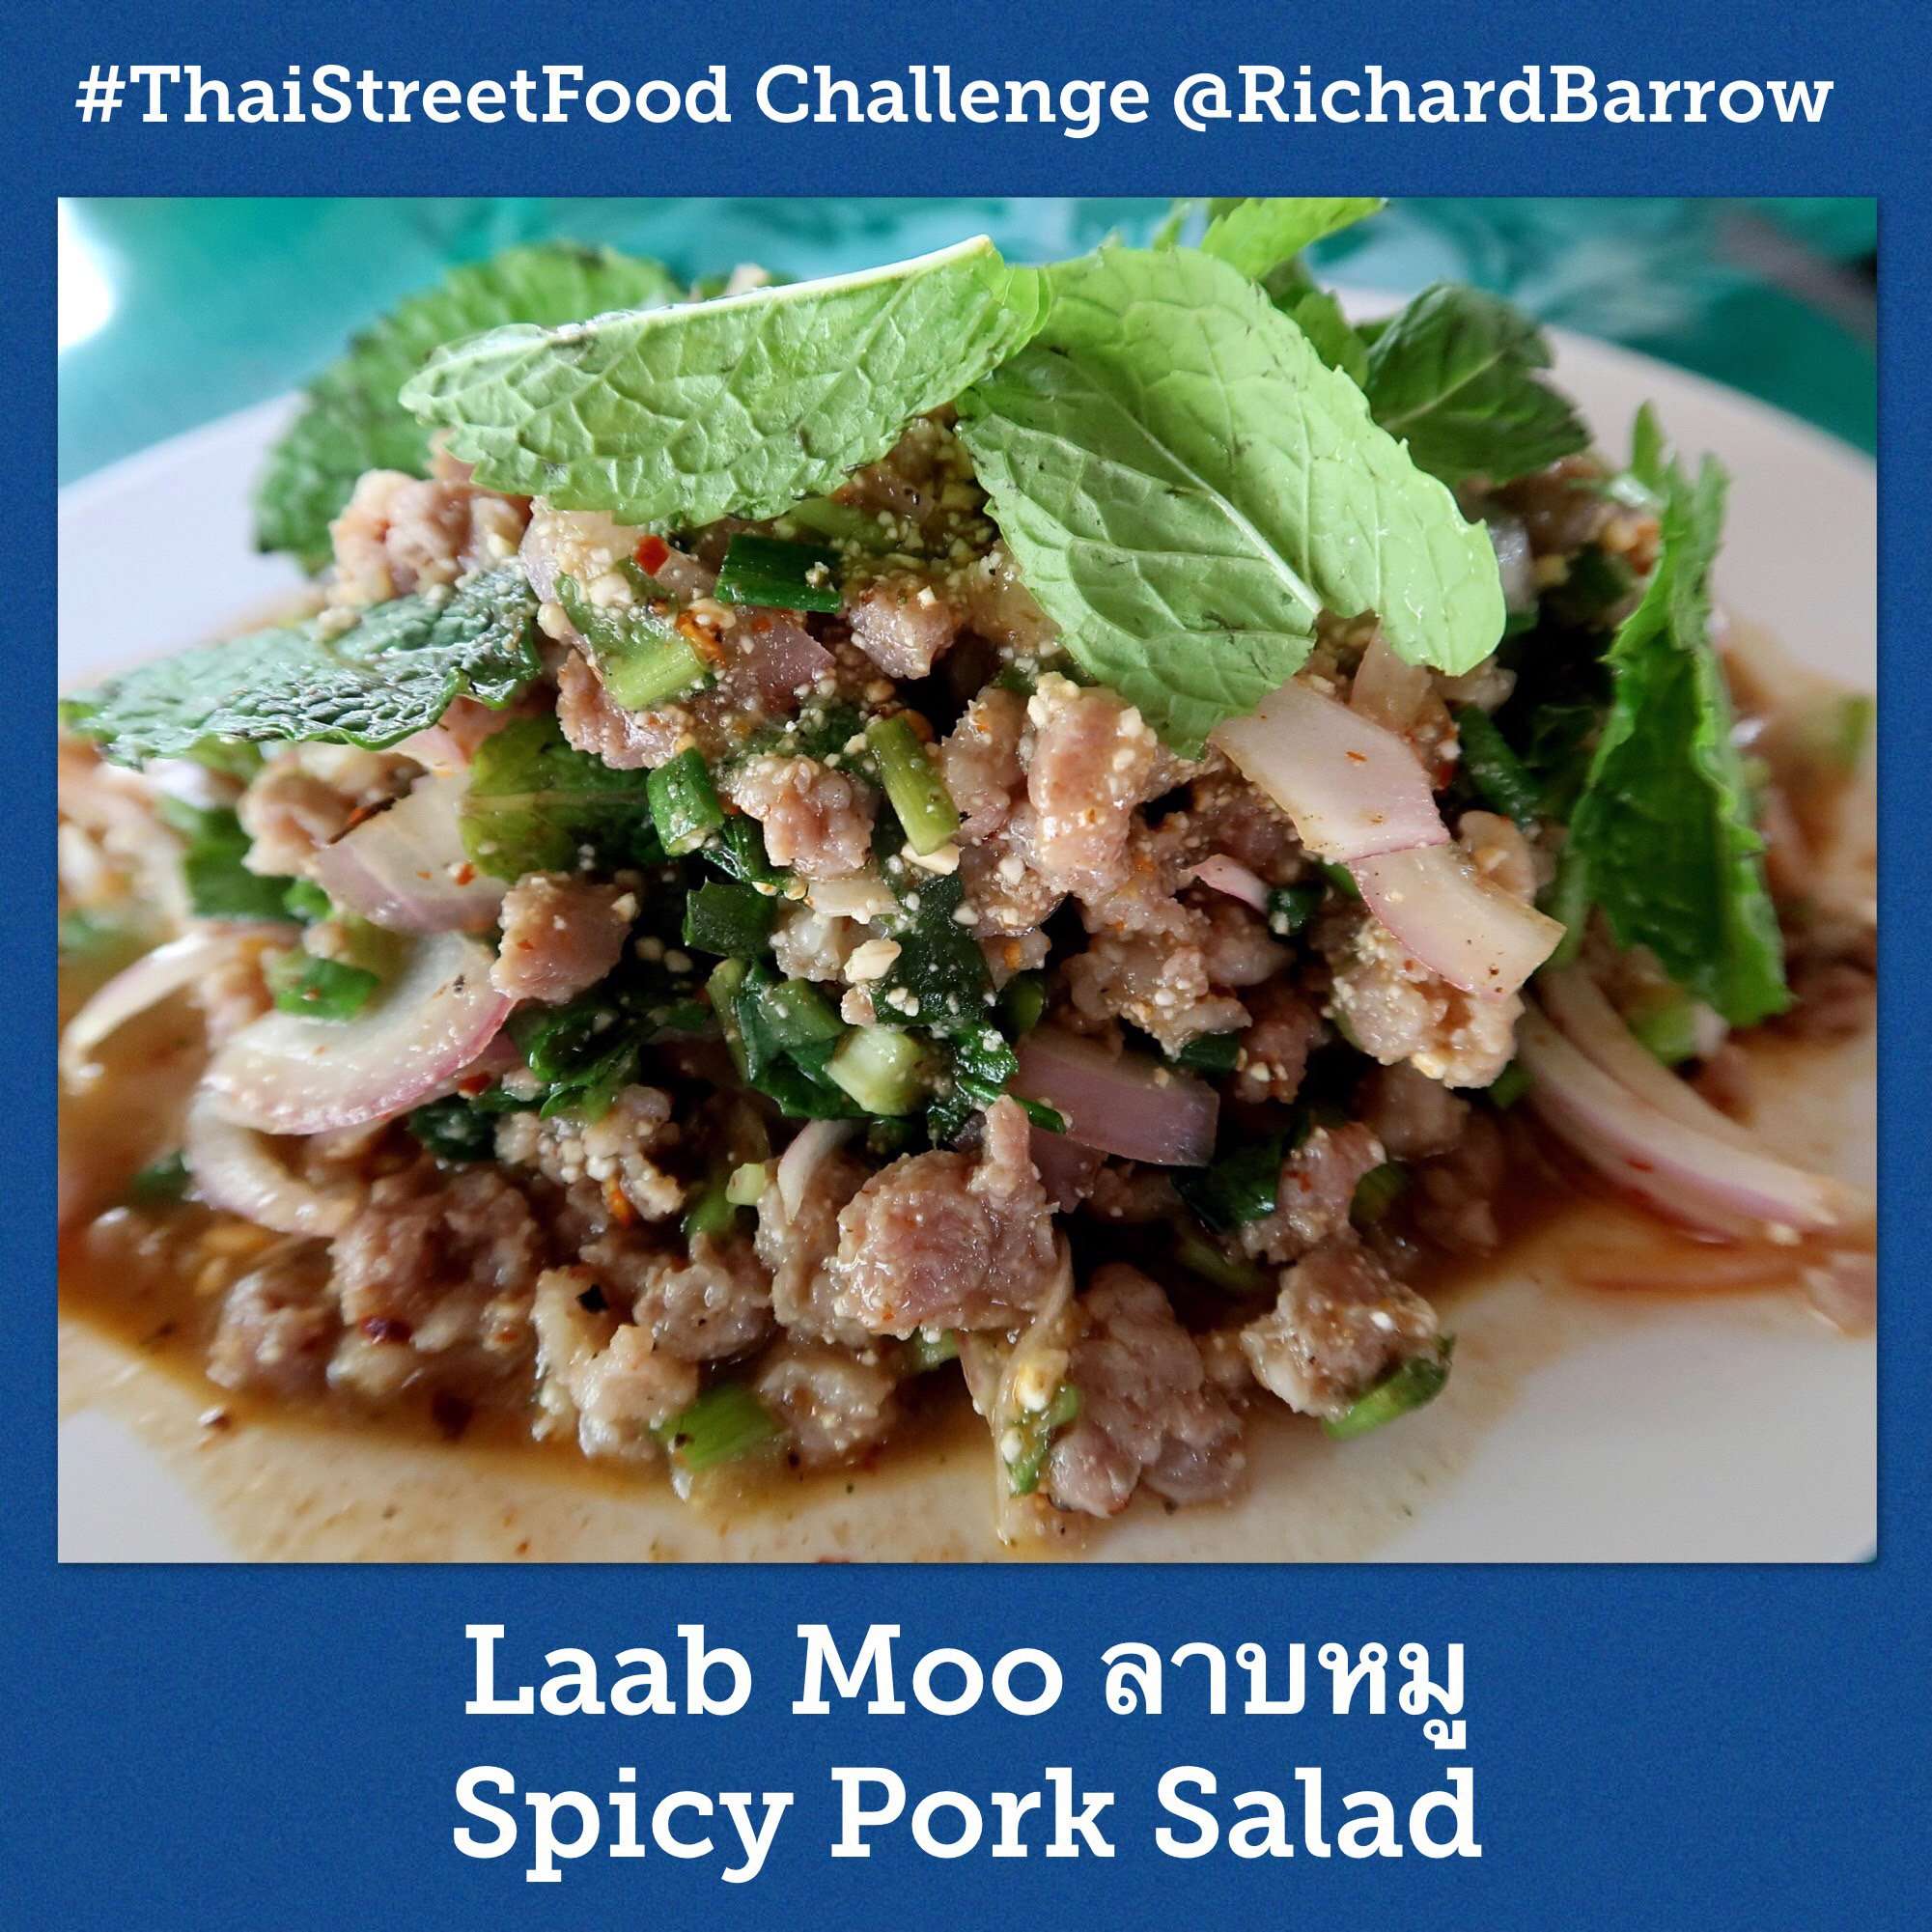 #ThaiStreetFood Challenge @RichardBarrow
Laab Moo ลาบหมู
Spicy Pork Salad